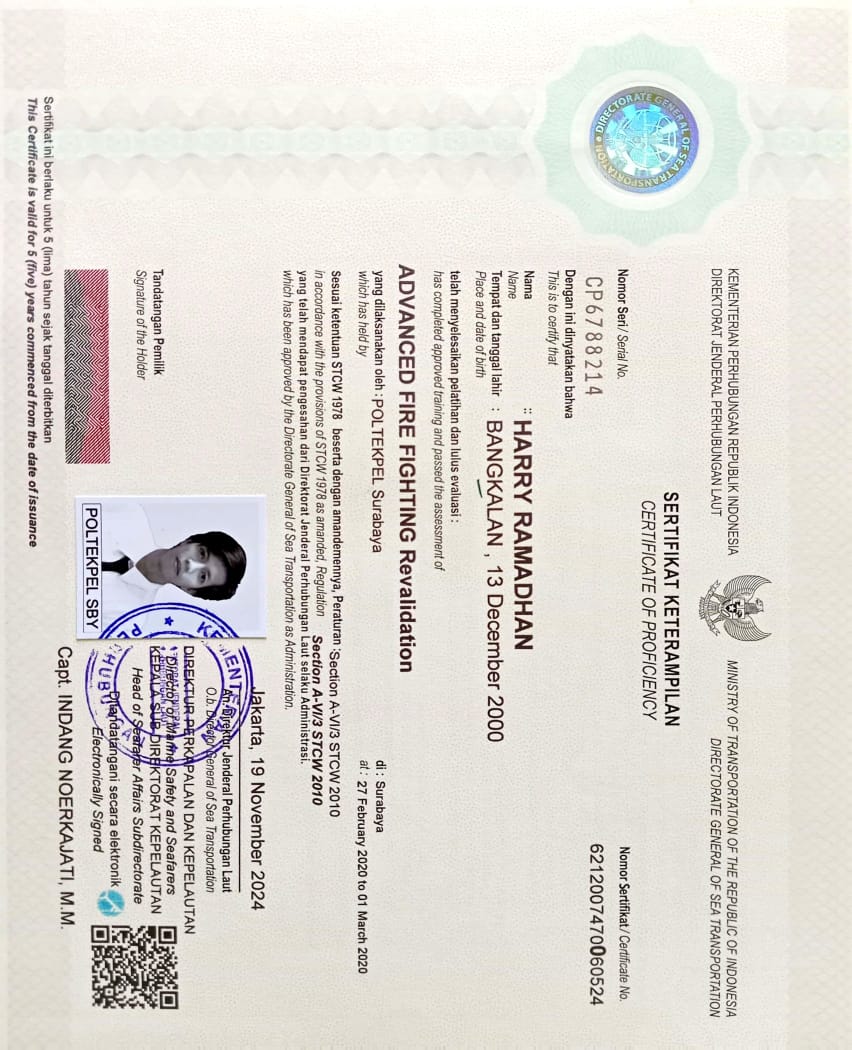 KEMENTERIAN PERHUBUNGAN REPUBLIK INDONESIA
DIREKTORAT JENDERAL PERHUBUNGAN LAUT
MINISTRY OF TRANSPORTATION OF THE REPUBLIC OF INDONESIA
DIRECTORATE GENERAL OF SEA TRANSPORTATION
DIRECTORATE GENERAL OF SEA TRANSPORTATION
SERTIFIKAT KETERAMPILAN
CERTIFICATE OF PROFICIENCY
Nomor Seri / Serial No.
CP6788214
Nomor Sertifikat / Certificate No.
6212007470060524
Dengan ini dinyatakan bahwa
This is to certify that
Nama : HARRY RAMADHAN
Name
Tempat dan tanggal lahir : BANGKALAN , 13 December 2000
Place and date of birth
telah menyelesaikan pelatihan dan lulus evaluasi :
has completed approved training and passed the assessment of
ADVANCED FIRE FIGHTING Revalidation
yang dilaksanakan oleh : POLTEKPEL Surabaya di : Surabaya
which has held by at : 27 February 2020 to 01 March 2020
Sesuai ketentuan STCW 1978 beserta dengan amandemennya, Peraturan : Section A-VI/3 STCW 2010
in accordance with the provisions of STCW 1978 as amended, Regulation Section A-VI/3 STCW 2010
yang telah mendapat pengesahan dari Direktorat Jenderal Perhubungan Laut selaku Administrasi.
which has been approved by the Directorate General of Sea Transportation as Administration.
Jakarta, 19 November 2024
An. Direktur Jenderal Perhubungan Laut
O.b. Director General of Sea Transportation
DIREKTUR PERKAPALAN DAN KEPELAUTAN
Director of Marine Safety and Seafarers
KEPALA SUB DIREKTORAT KEPELAUTAN
Head of Seafarer Affairs Subdirectorate
Ditandatangani secara elektronik
Electronically Signed
Capt. INDANG NOERKAJATI, M.M.
Tandatangan Pemilik
Signature of the Holder
POLTEKPEL SBY
Sertifikat ini berlaku untuk 5 (lima) tahun sejak tanggal diterbitkan
This Certificate is valid for 5 (five) years commenced from the date of issuance